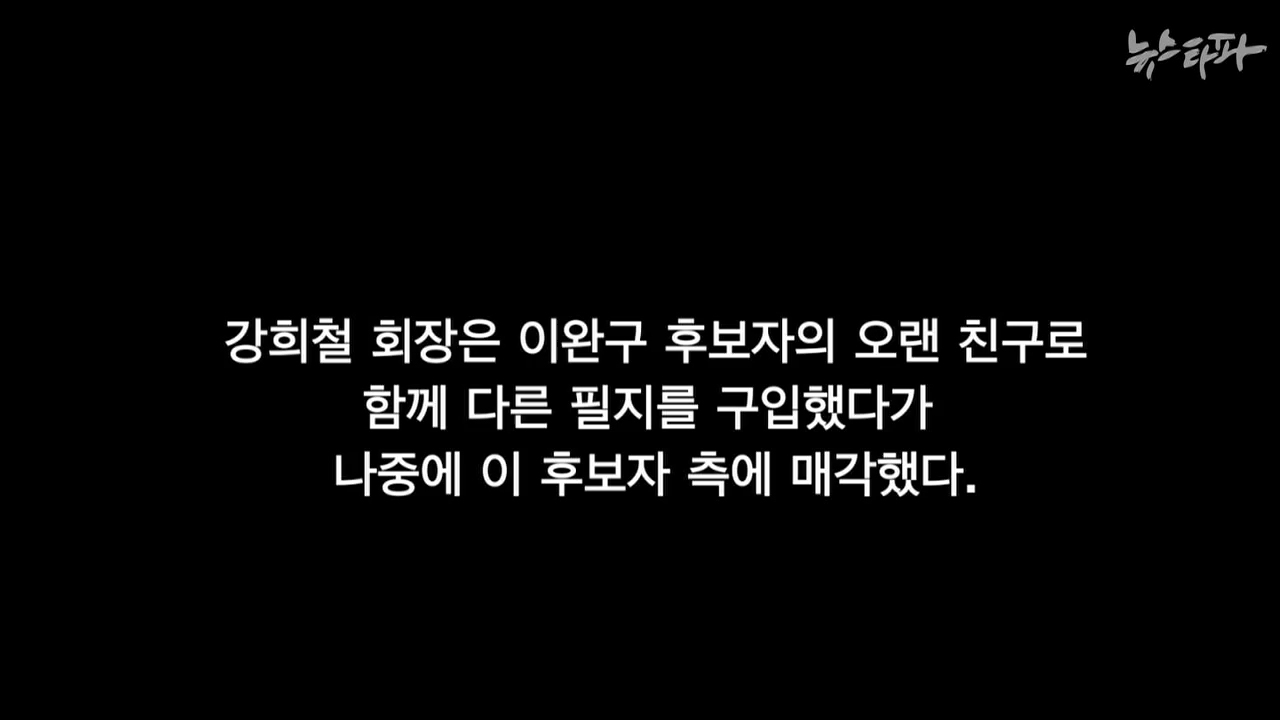 뉴스타파
강희철 회장은 이완구 후보자의 오랜 친구로
함께 다른 필지를 구입했다가
나중에 이 후보자 측에 매각했다.